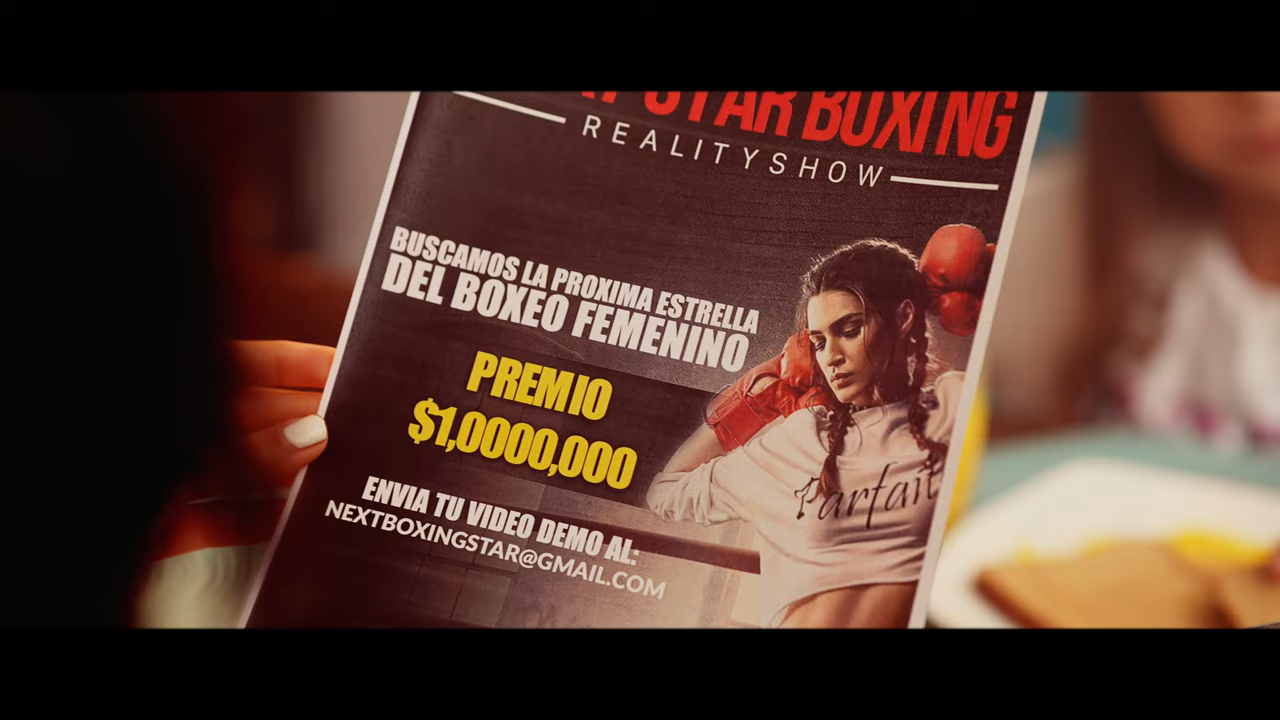 STAR BOXING
REALITYSHOW
BUSCAMOS LA PROXIMA ESTRELLA
DEL BOXEO FEMENINO
PREMIO
$1,0000,000
ENVIA TU VIDEO DEMO AL:
NEXTBOXINGSTAR@GMAIL.COM
Parfait